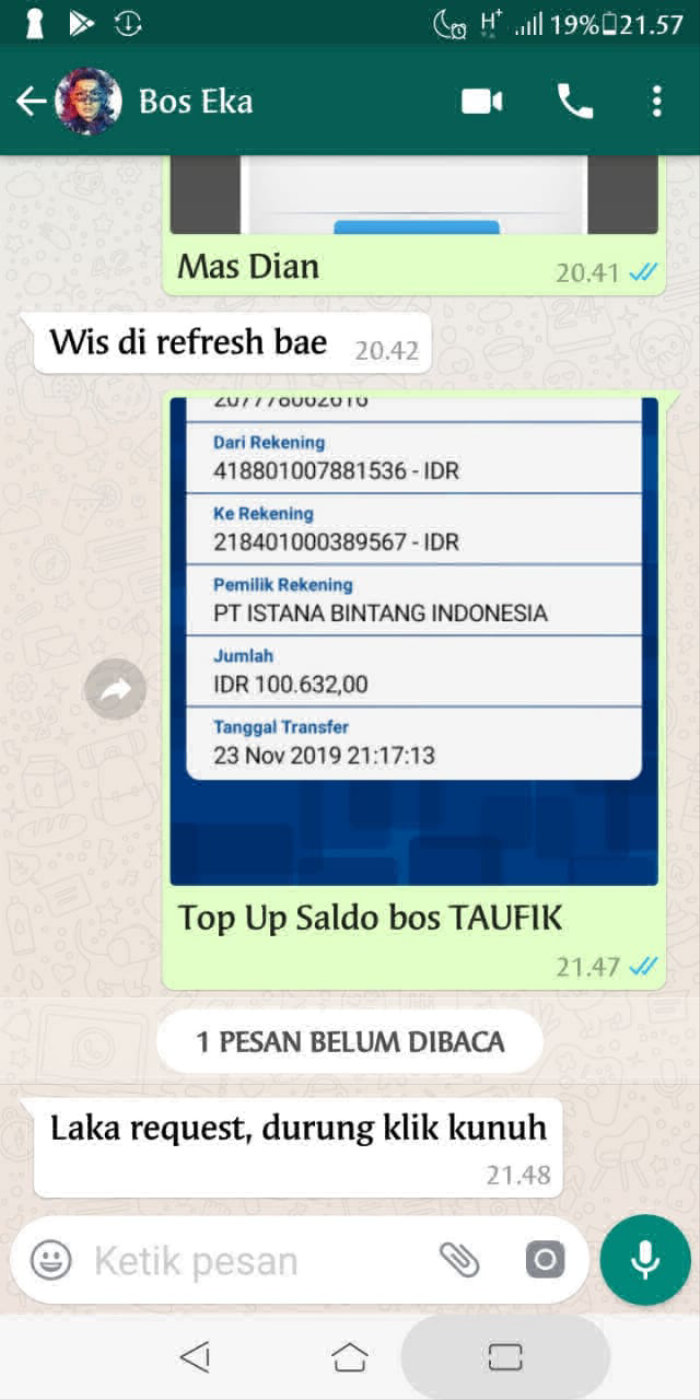 19% 21.57
Bos Eka
Mas Dian
20.41
Wis di refresh bae 20.42
Dari Rekening
418801007881536 - IDR
Ke Rekening
218401000389567 - IDR
Pemilik Rekening
PT ISTANA BINTANG INDONESIA
Jumlah
IDR 100.632,00
Tanggal Transfer
23 Nov 2019 21:17:13
Top Up Saldo bos TAUFIK
21.47
1 PESAN BELUM DIBACA
Laka request, durung klik kunuh
21.48
Ketik pesan